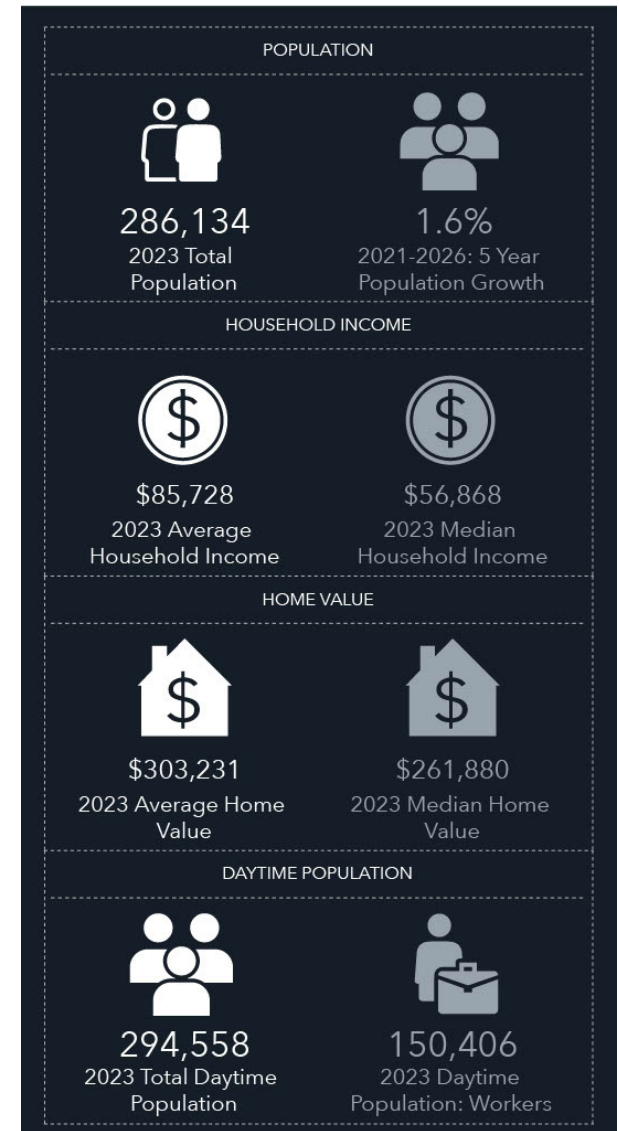 POPULATION
286,134
2023 Total
Population
1.6%
2021-2026: 5 Year
Population Growth
HOUSEHOLD INCOME
$
$85,728
2023 Average
Household Income
$
$56,868
2023 Median
Household Income
HOME VALUE
$
$303,231
2023 Average Home
Value
$
$261,880
2023 Median Home
Value
DAYTIME POPULATION
294,558
2023 Total Daytime
Population
150,406
2023 Daytime
Population: Workers